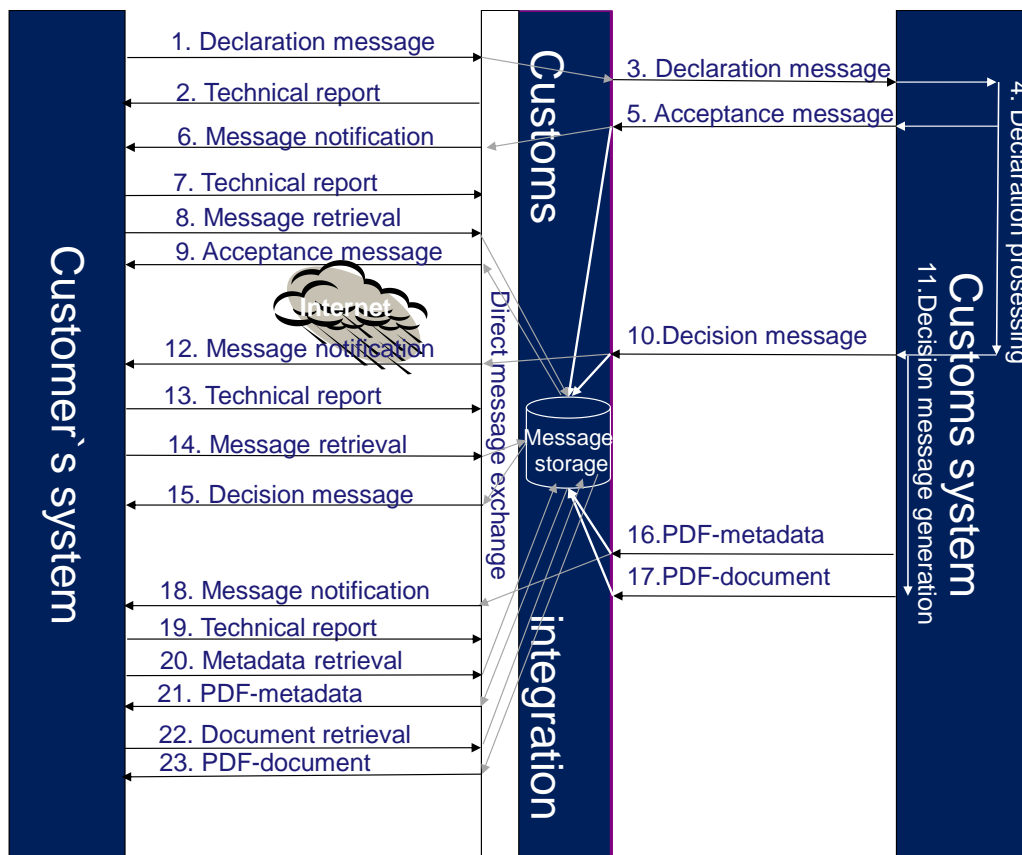 1. Declaration message
2. Technical report
3. Declaration message
4. Declaration prosessing
5. Acceptance message
6. Message notification
7. Technical report
8. Message retrieval
9. Acceptance message
Internet
10.Decision message
11.Decision message generation
12. Message notification
13. Technical report
14. Message retrieval
15. Decision message
16.PDF-metadata
17.PDF-document
18. Message notification
19. Technical report
20. Metadata retrieval
21. PDF-metadata
22. Document retrieval
23. PDF-document
Customer`s system
Direct message exchange
Customs
integration
Message
storage
Customs system